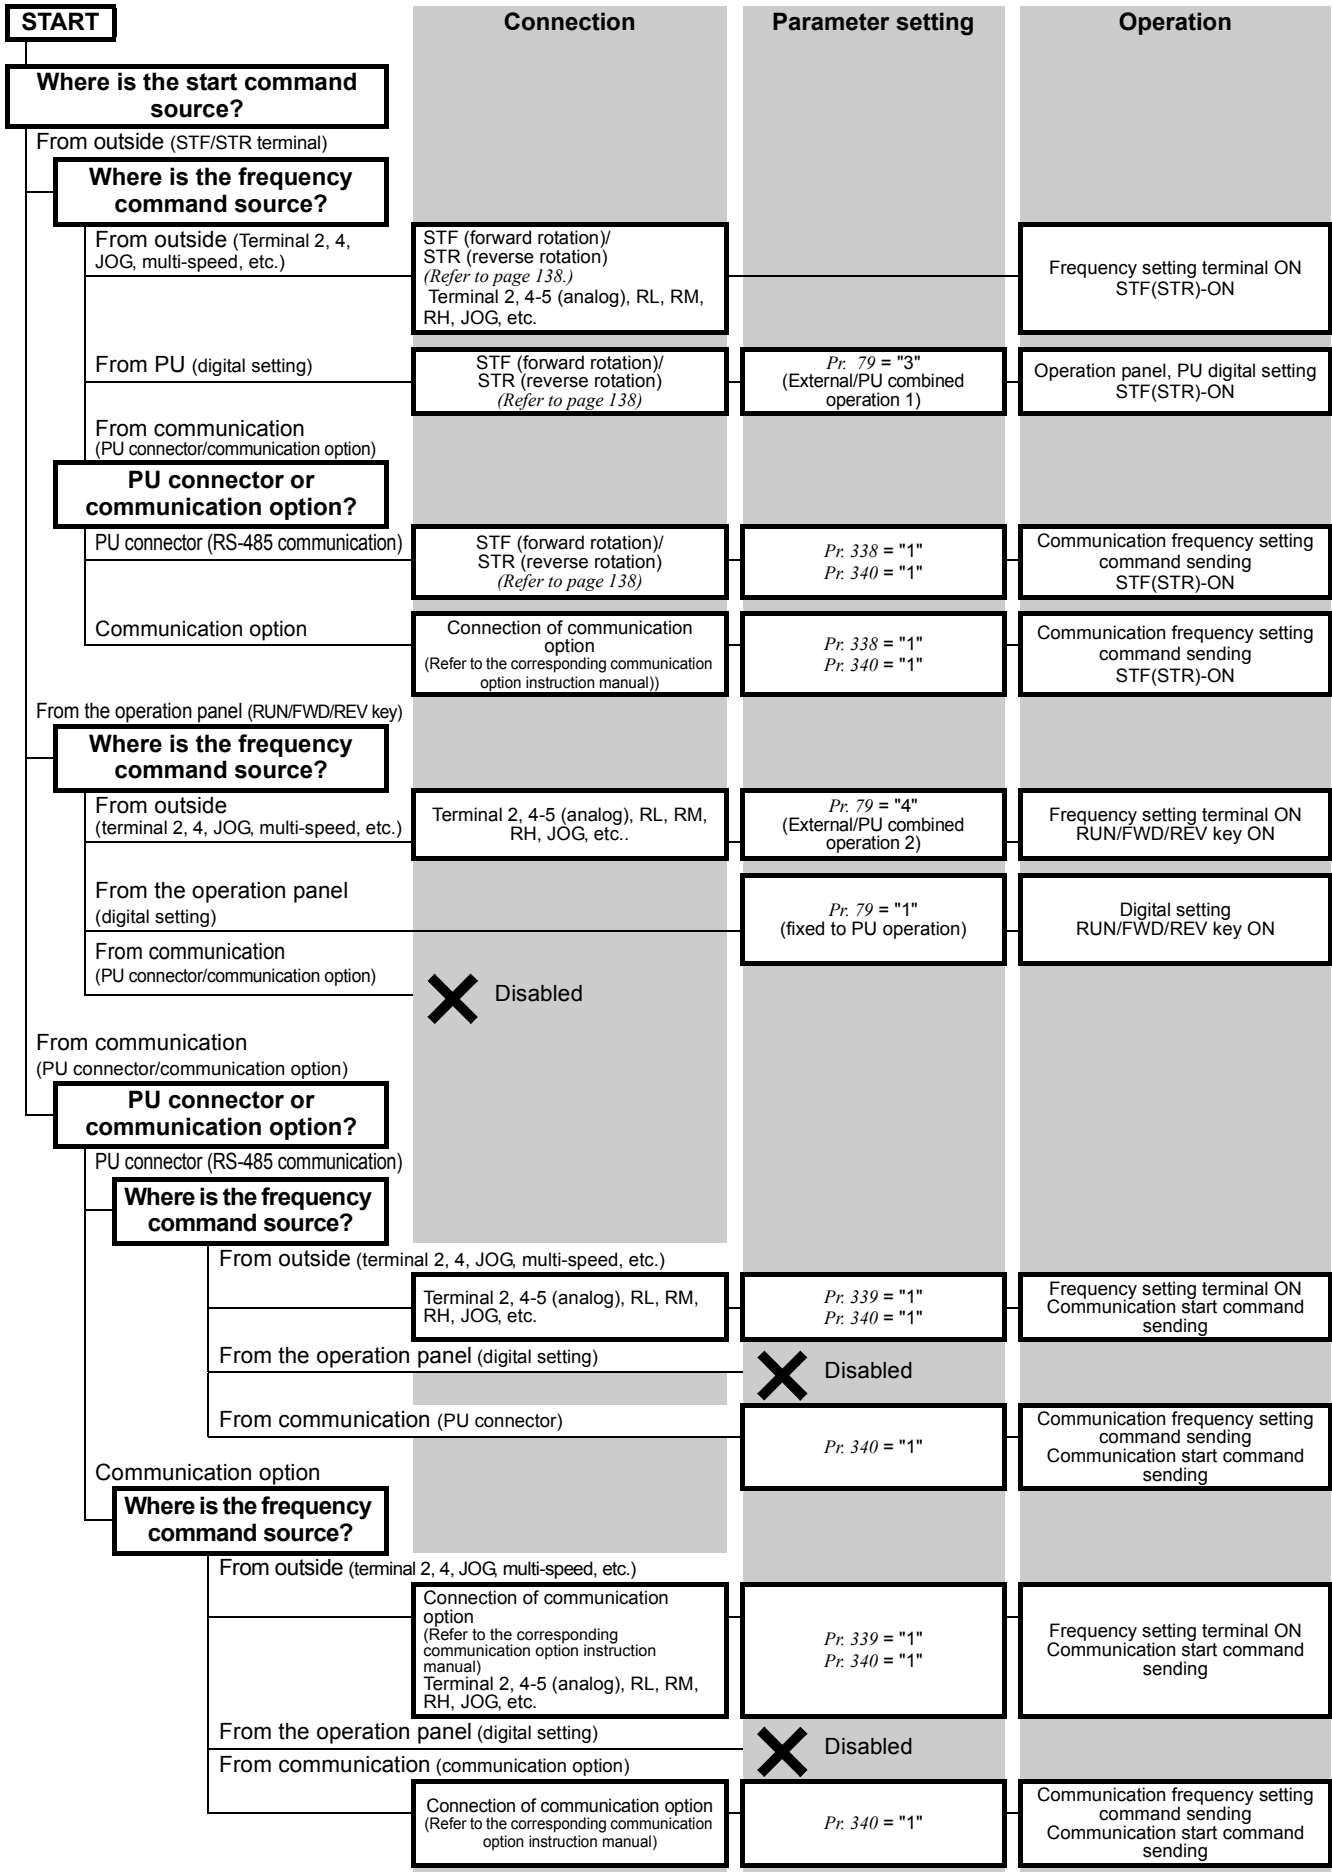 START
Connection
Parameter setting
Operation
Where is the start command
source?
From outside (STF/STR terminal)
Where is the frequency
command source?
From outside (Terminal 2, 4,
JOG, multi-speed, etc.)
STF (forward rotation)/
STR (reverse rotation)
(Refer to page 138.)
Terminal 2, 4-5 (analog), RL, RM,
RH, JOG, etc.
Frequency setting terminal ON
STF(STR)-ON
From PU (digital setting)
STF (forward rotation)/
STR (reverse rotation)
(Refer to page 138)
Pr. 79 = "3"
(External/PU combined
operation 1)
Operation panel, PU digital setting
STF(STR)-ON
From communication
(PU connector/communication option)
PU connector or
communication option?
PU connector (RS-485 communication)
STF (forward rotation)/
STR (reverse rotation)
(Refer to page 138)
Pr. 338 = "1"
Pr. 340 = "1"
Communication frequency setting
command sending
STF(STR)-ON
Communication option
Connection of communication
option
(Refer to the corresponding communication
option instruction manual))
Pr. 338 = "1"
Pr. 340 = "1"
Communication frequency setting
command sending
STF(STR)-ON
From the operation panel (RUN/FWD/REV key)
Where is the frequency
command source?
From outside
(terminal 2, 4, JOG, multi-speed, etc.)
Terminal 2, 4-5 (analog), RL, RM,
RH, JOG, etc..
Pr. 79 = "4"
(External/PU combined
operation 2)
Frequency setting terminal ON
RUN/FWD/REV key ON
From the operation panel
(digital setting)
Pr. 79 = "1"
(fixed to PU operation)
Digital setting
RUN/FWD/REV key ON
From communication
(PU connector/communication option)
Disabled
From communication
(PU connector/communication option)
PU connector or
communication option?
PU connector (RS-485 communication)
Where is the frequency
command source?
From outside (terminal 2, 4, JOG, multi-speed, etc.)
Terminal 2, 4-5 (analog), RL, RM,
RH, JOG, etc.
Pr. 339 = "1"
Pr. 340 = "1"
Frequency setting terminal ON
Communication start command
sending
From the operation panel (digital setting)
Disabled
From communication (PU connector)
Pr. 340 = "1"
Communication frequency setting
command sending
Communication start command
sending
Communication option
Where is the frequency
command source?
From outside (terminal 2, 4, JOG, multi-speed, etc.)
Connection of communication
option
(Refer to the corresponding
communication option instruction
manual)
Terminal 2, 4-5 (analog), RL, RM,
RH, JOG, etc.
Pr. 339 = "1"
Pr. 340 = "1"
Frequency setting terminal ON
Communication start command
sending
From the operation panel (digital setting)
Disabled
From communication (communication option)
Connection of communication option
(Refer to the corresponding communication
option instruction manual)
Pr. 340 = "1"
Communication frequency setting
command sending
Communication start command
sending